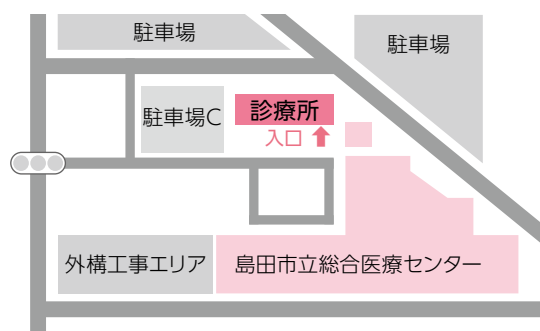 駐車場
駐車場
駐車場C
診療所
入口
外構工事エリア
島田市立総合医療センター